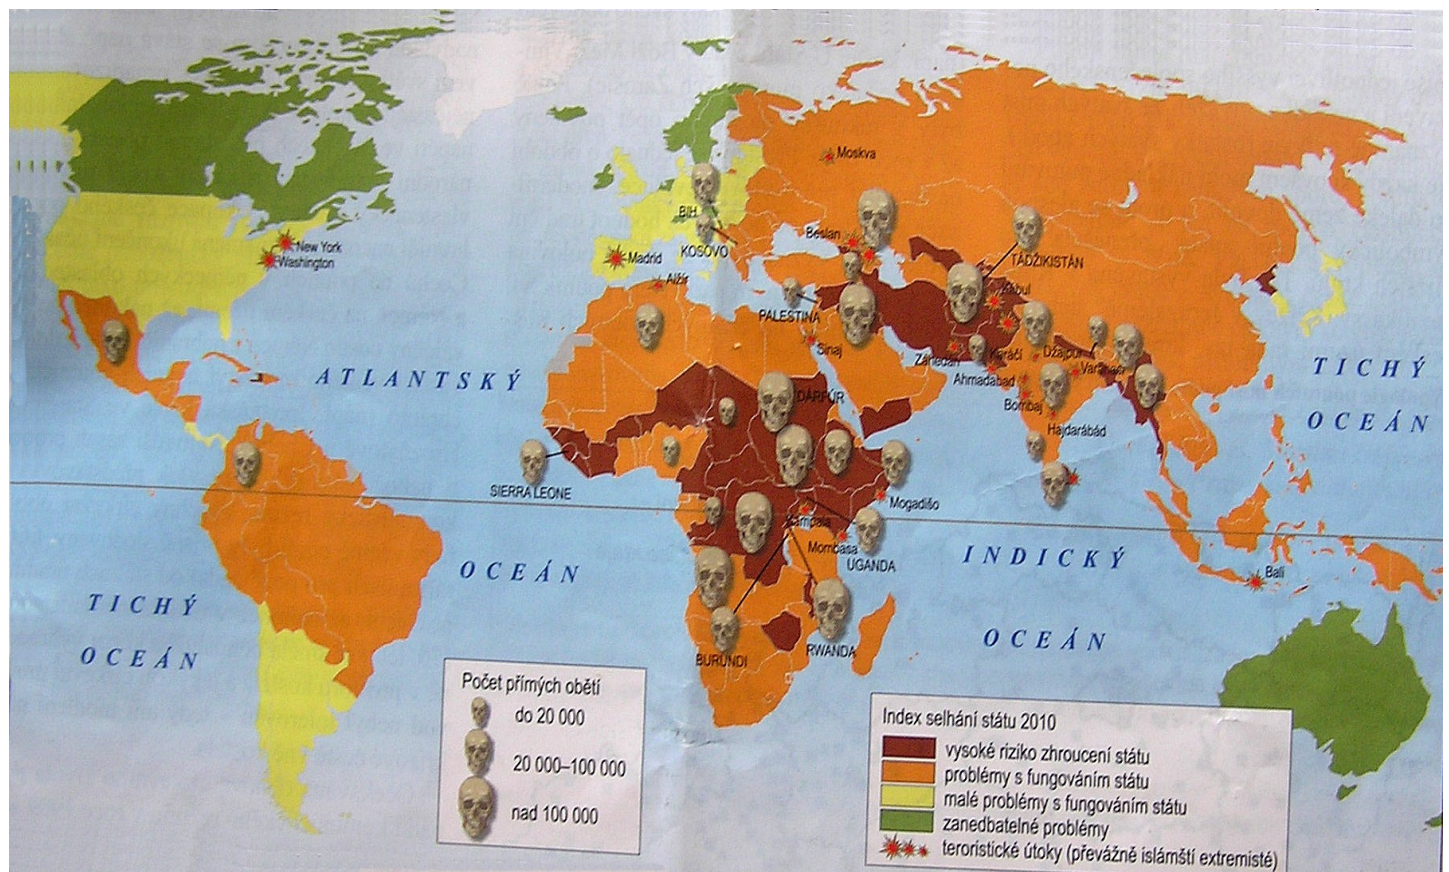 Moskva
Beslan
BIH
KOSOVO
New York
Washington
Madrid
Alžír
TÁDŽIKISTÁN
Kábul
PALESTINA
Sinaj
Záhedán
Karáčí
Džajpur
Váránasí
Ahmadabad
Bombaj
Hajdarábád
ATLANTSKÝ
OCEÁN
DÁRFÚR
TICHÝ
OCEÁN
SIERRA LEONE
Mogadišo
Kampala
Mombasa
UGANDA
INDICKÝ
OCEÁN
Bali
TICHÝ
OCEÁN
BURUNDI
RWANDA
Počet přímých obětí
do 20 000
20 000–100 000
nad 100 000
Index selhání státu 2010
vysoké riziko zhroucení státu
problémy s fungováním státu
malé problémy s fungováním státu
zanedbatelné problémy
teroristické útoky (převážně islámští extremisté)